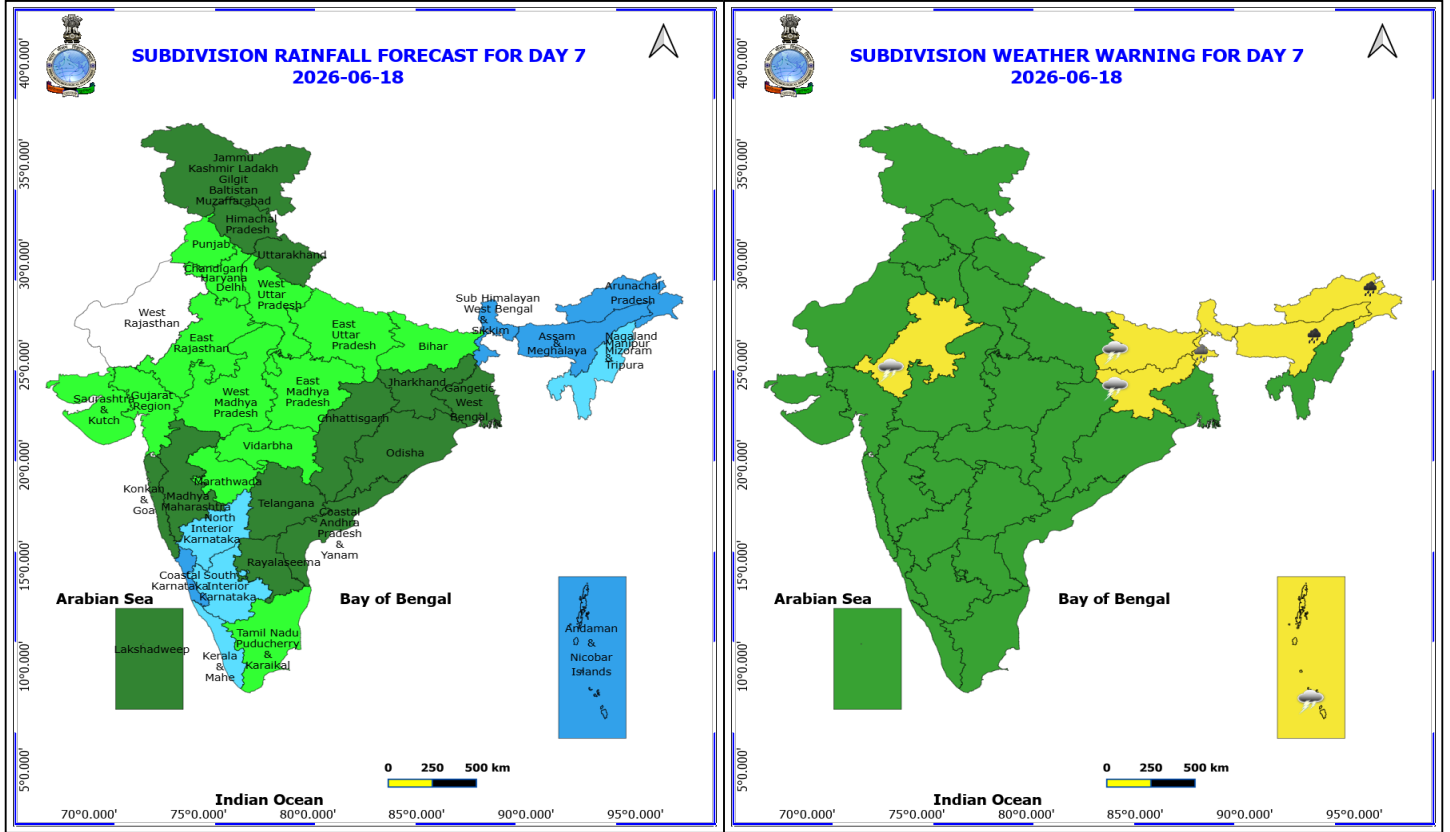 SUBDIVISION RAINFALL FORECAST FOR DAY 7
2026-06-18
40°0.000'
35°0.000'
30°0.000'
25°0.000'
20°0.000'
15°0.000'
10°0.000'
5°0.000'
Jammu
Kashmir Ladakh
Gilgit
Baltistan
Muzaffarabad
Himachal
Pradesh
Punjab
Uttarakhand
Chandigarh
Haryana
Delhi
West
Uttar
Pradesh
West
Rajasthan
East
Rajasthan
East
Uttar
Pradesh
Bihar
Sub Himalayan
West Bengal
&
Sikkim
Arunachal
Pradesh
Assam
&
Meghalaya
Nagaland
Manipur
Mizoram
&
Tripura
Saurashtra
&
Kutch
Gujarat
Region
West
Madhya
Pradesh
East
Madhya
Pradesh
Jharkhand
Gangetic
West
Bengal
Chhattisgarh
Odisha
Vidarbha
Marathwada
Konkan
&
Goa
Madhya
Maharashtra
North
Interior
Karnataka
Telangana
Coastal
Andhra
Pradesh
&
Yanam
Rayalaseema
Coastal
Karnataka
South
Interior
Karnataka
Arabian Sea
Bay of Bengal
Lakshadweep
Tamil Nadu
Puducherry
&
Karaikal
Kerala
&
Mahe
Andaman
&
Nicobar
Islands
0 250 500 km
Indian Ocean
70°0.000' 75°0.000' 80°0.000' 85°0.000' 90°0.000' 95°0.000'
SUBDIVISION WEATHER WARNING FOR DAY 7
2026-06-18
40°0.000'
35°0.000'
30°0.000'
25°0.000'
20°0.000'
15°0.000'
10°0.000'
5°0.000'
Arabian Sea
Bay of Bengal
0 250 500 km
Indian Ocean
70°0.000' 75°0.000' 80°0.000' 85°0.000' 90°0.000' 95°0.000'